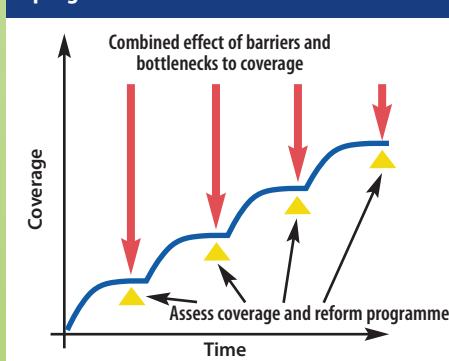 Combined effect of barriers and
bottlenecks to coverage
Coverage
Assess coverage and reform programme
Time